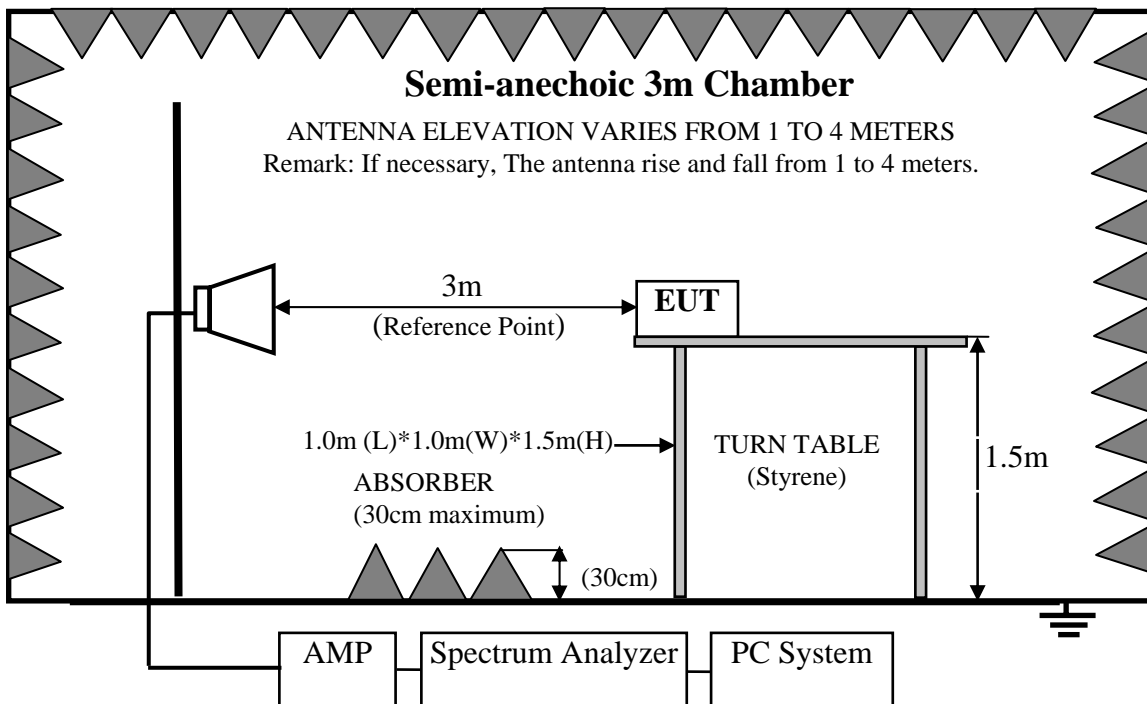 Semi-anechoic 3m Chamber
ANTENNA ELEVATION VARIES FROM 1 TO 4 METERS
Remark: If necessary, The antenna rise and fall from 1 to 4 meters.
3m
(Reference Point)
EUT
1.0m (L)*1.0m(W)*1.5m(H)
TURN TABLE
(Styrene)
1.5m
ABSORBER
(30cm maximum)
(30cm)
AMP
Spectrum Analyzer
PC System